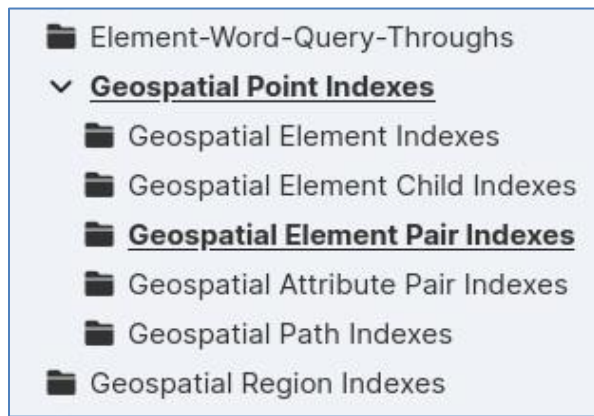 Element-Word-Query-Throughs
Geospatial Point Indexes
Geospatial Element Indexes
Geospatial Element Child Indexes
Geospatial Element Pair Indexes
Geospatial Attribute Pair Indexes
Geospatial Path Indexes
Geospatial Region Indexes